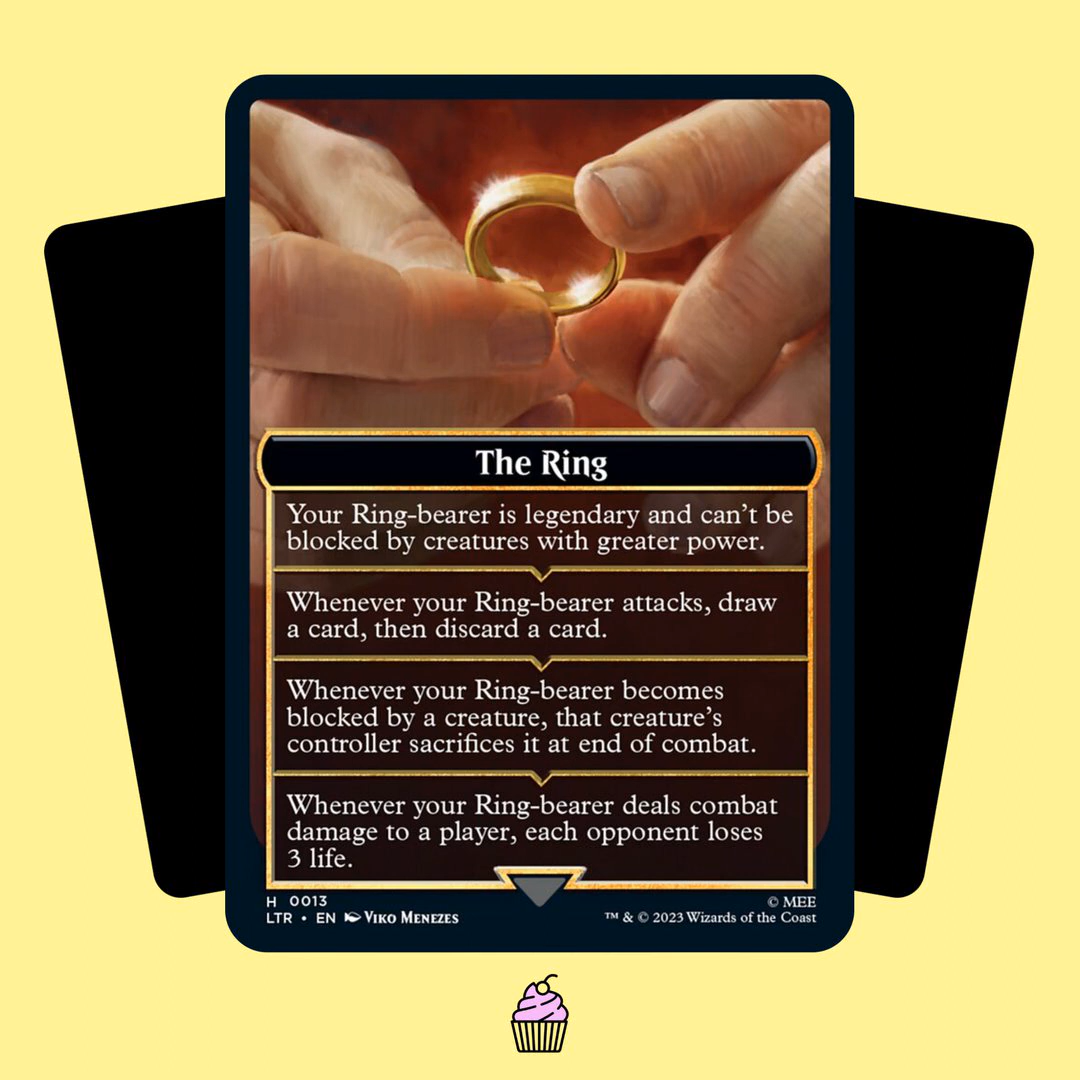 The Ring
Your Ring-bearer is legendary and can't be
blocked by creatures with greater power.
Whenever your Ring-bearer attacks, draw
a card, then discard a card.
Whenever your Ring-bearer becomes
blocked by a creature, that creature's
controller sacrifices it at end of combat.
Whenever your Ring-bearer deals combat
damage to a player, each opponent loses
3 life.
H 0013
LTR • EN VIKO MENEZES
© MEE
™ & © 2023 Wizards of the Coast